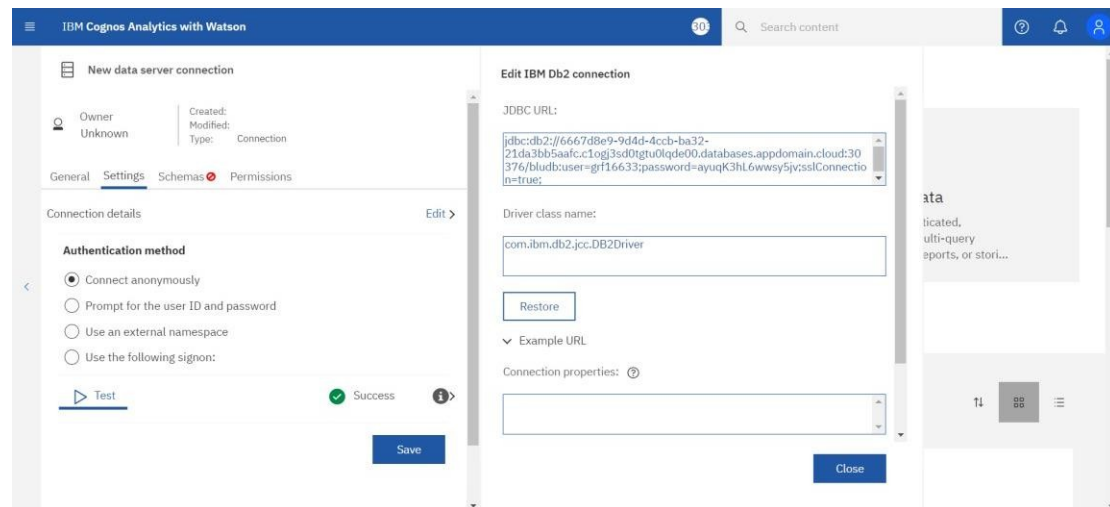 IBM Cognos Analytics with Watson
30
Search content
New data server connection
Owner
Unknown
Created:
Modified:
Type: Connection
General Settings Schemas Permissions
Connection details
Edit
Authentication method
Connect anonymously
Prompt for the user ID and password
Use an external namespace
Use the following signon:
Test
Success
Save
Edit IBM Db2 connection
JDBC URL:
jdbc:db2://6667d8e9-9d4d-4ccb-ba32-
21da3bb5aafc.c1ogj3sd0tgtu0lqde00.databases.appdomain.cloud:30
376/bludb:user=grf16633;password=ayuqK3hL6wwsy5jv;sslConnectio
n=true;
Driver class name:
com.ibm.db2.jcc.DB2Driver
Restore
Example URL
Connection properties:
Close
ata
ticated,
ulti-query
eports, or stori...